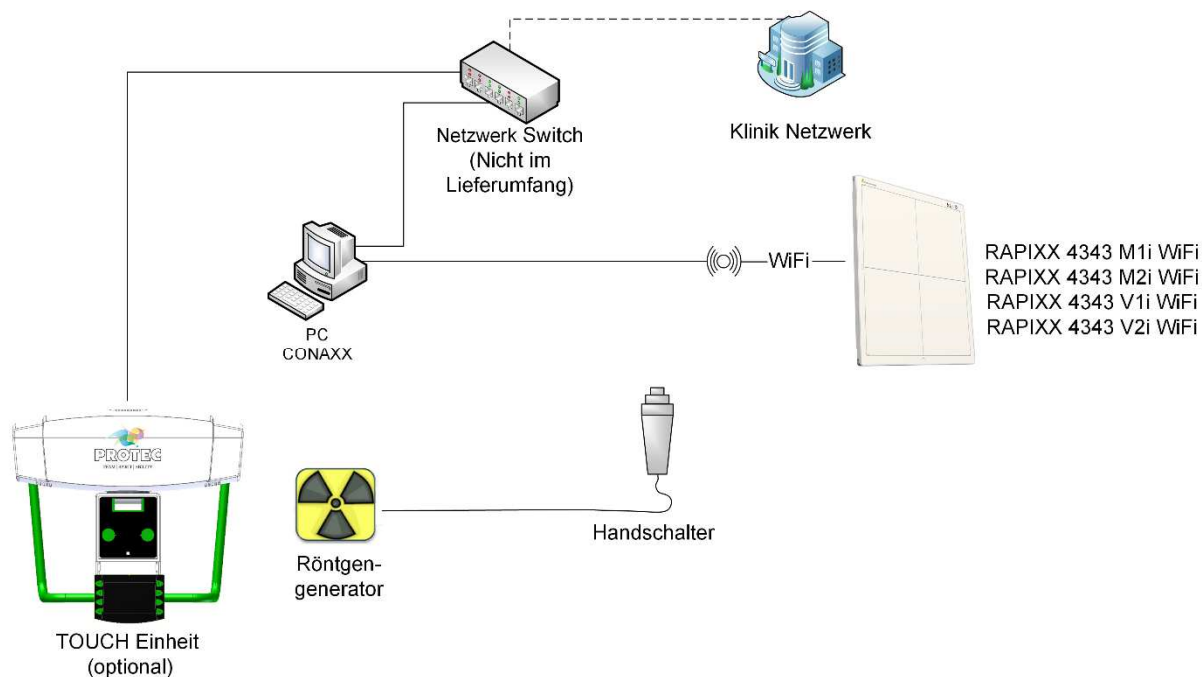 Netzwerk Switch
(Nicht im
Lieferumfang)
Klinik Netzwerk
PC
CONAXX
WiFi
RAPIXX 4343 M1i WiFi
RAPIXX 4343 M2i WiFi
RAPIXX 4343 V1i WiFi
RAPIXX 4343 V2i WiFi
PROTEC
Röntgen-
generator
Handschalter
TOUCH Einheit
(optional)